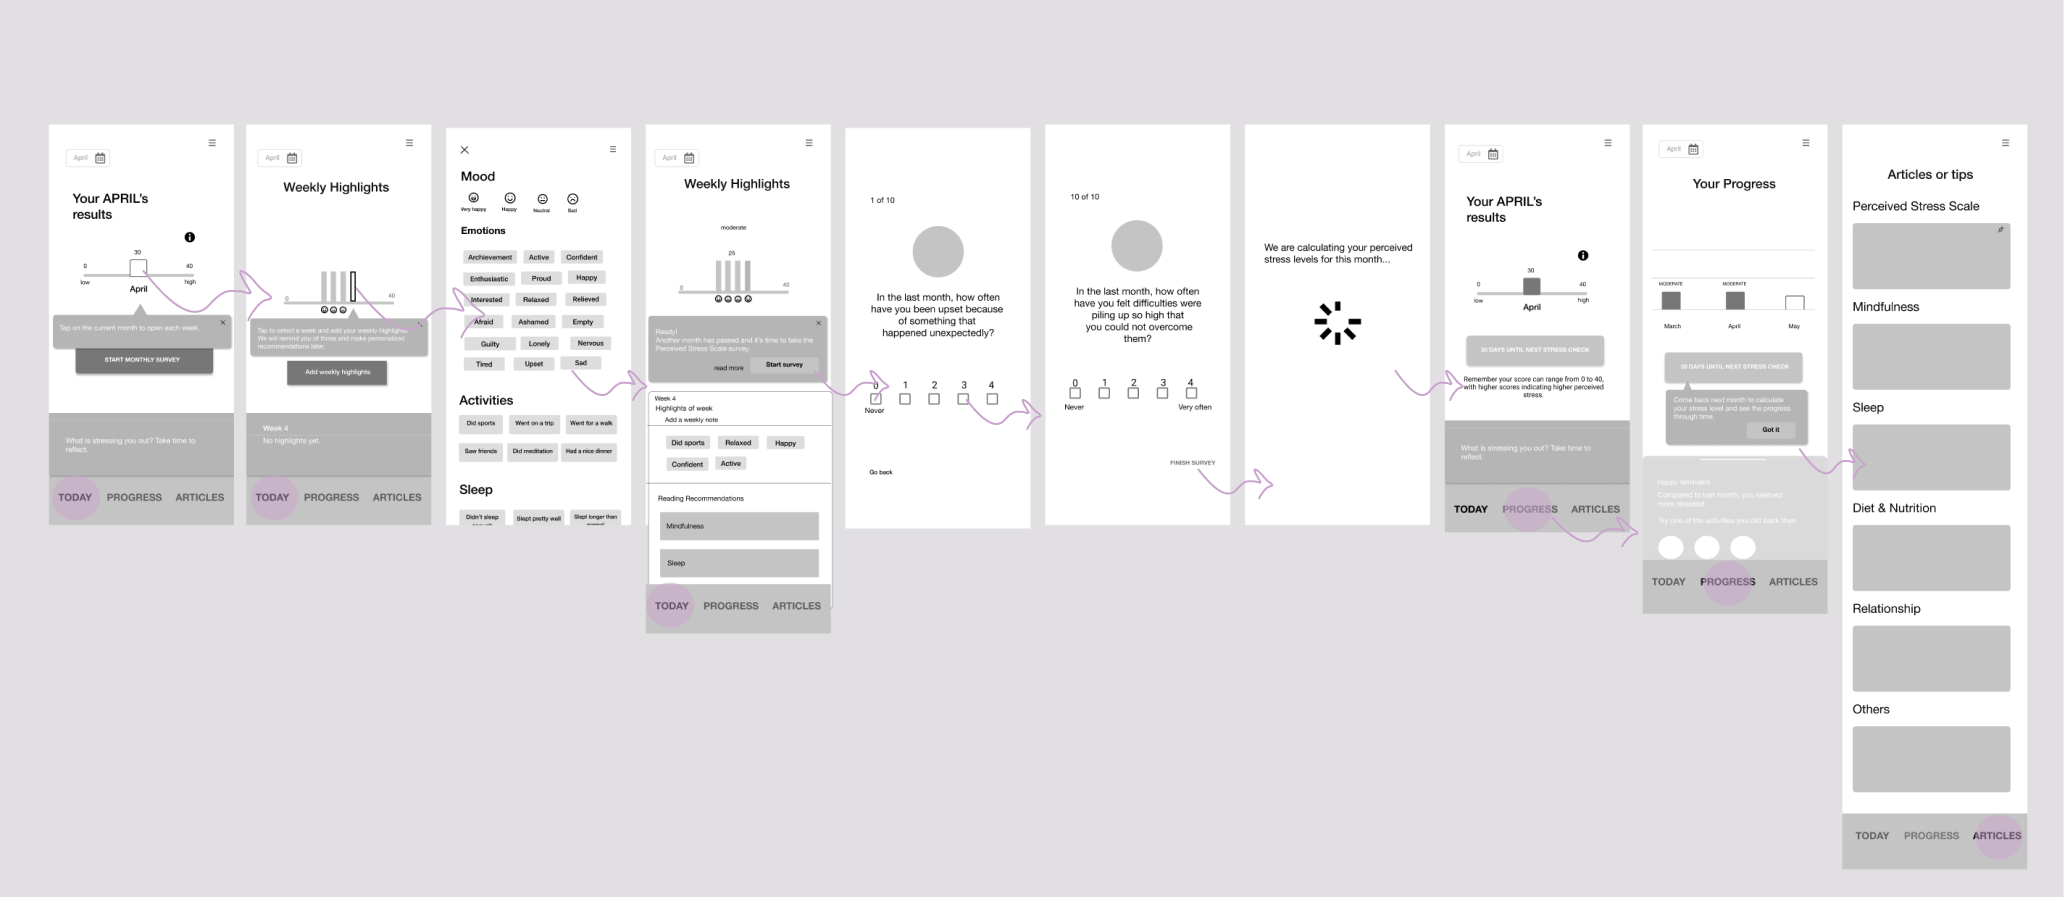 April
Your APRIL's
results
30
0
40
low
April
high
Tap on the current month to open each week.
START MONTHLY SURVEY
What is stressing you out? Take time to
reflect.
TODAY
PROGRESS
ARTICLES
April
Weekly Highlights
0
40
Tap to select a week and add your weekly highlights.
We will remind you of those and make personalized
recommendations later.
Add weekly highlights
Week 4
No highlights yet.
TODAY
PROGRESS
ARTICLES
Mood
Very happy
Happy
Neutral
Sad
Emotions
Archievement
Active
Confident
Enthusiastic
Proud
Happy
Interested
Relaxed
Relieved
Afraid
Ashamed
Empty
Guilty
Lonely
Nervous
Tired
Upset
Sad
Activities
Did sports
Went on a trip
Went for a walk
Saw friends
Did meditation
Had a nice dinner
Sleep
Didn't sleep
Slept pretty well
Slept longer than
April
Weekly Highlights
moderate
25
0
40
Ready!
Another month has passed and it's time to take the
Perceived Stress Scale survey.
read more
Start survey
Week 4
Highlights of week
Add a weekly note
Did sports
Relaxed
Happy
Confident
Active
Reading Recommendations
Mindfulness
Sleep
TODAY
PROGRESS
ARTICLES
1 of 10
In the last month, how often
have you been upset because
of something that
happened unexpectedly?
0
1
2
3
4
Never
Go back
10 of 10
In the last month, how often
have you felt difficulties were
piling up so high that
you could not overcome
them?
0
1
2
3
4
Never
Very often
FINISH SURVEY
We are calculating your perceived
stress levels for this month...
April
Your APRIL's
results
30
0
40
low
April
high
30 DAYS UNTIL NEXT STRESS CHECK
Remember your score can range from 0 to 40,
with higher scores indicating higher perceived
stress.
What is stressing you out? Take time to
reflect.
TODAY
PROGRESS
ARTICLES
April
Your Progress
MODERATE
MODERATE
March
April
May
30 DAYS UNTIL NEXT STRESS CHECK
Come back next month to calculate
your stress level and see the progress
through time.
Got it
Happy reminders
Compared to last month, you seemed
more stressed
Try one of the activities you did back then
TODAY
PROGRESS
ARTICLES
Articles or tips
Perceived Stress Scale
Mindfulness
Sleep
Diet & Nutrition
Relationship
Others
TODAY
PROGRESS
ARTICLES